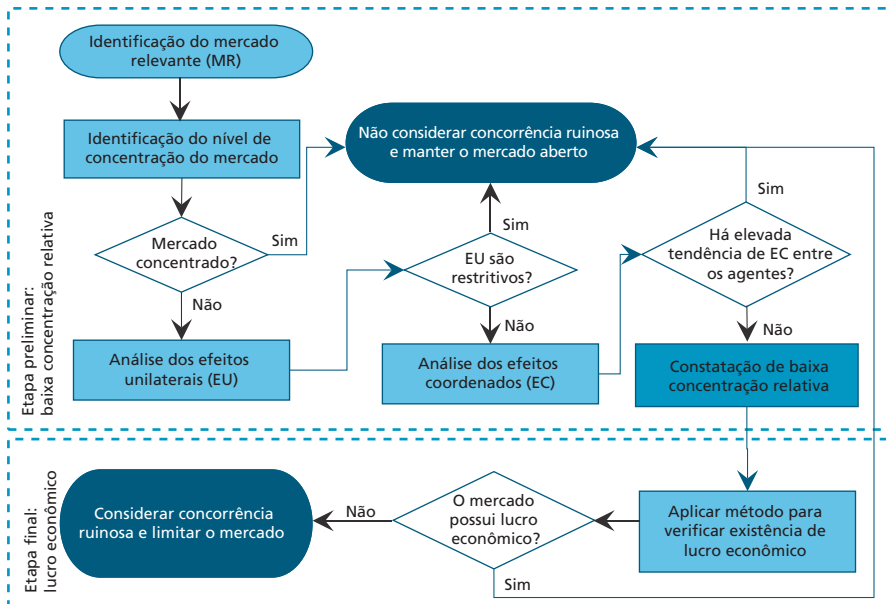 Etapa preliminar:
baixa concentração relativa
Identificação do mercado
relevante (MR)
Identificação do nível de
concentração do mercado
Mercado
concentrado?
Sim
Não
Análise dos efeitos
unilaterais (EU)
Não considerar concorrência ruinosa
e manter o mercado aberto
Sim
EU são
restritivos?
Não
Análise dos efeitos
coordenados (EC)
Sim
Há elevada
tendência de EC entre
os agentes?
Não
Constatação de baixa
concentração relativa
Etapa final:
lucro econômico
Considerar concorrência
ruinosa e limitar o mercado
Não
O mercado
possui lucro
econômico?
Sim
Aplicar método para
verificar existência de
lucro econômico